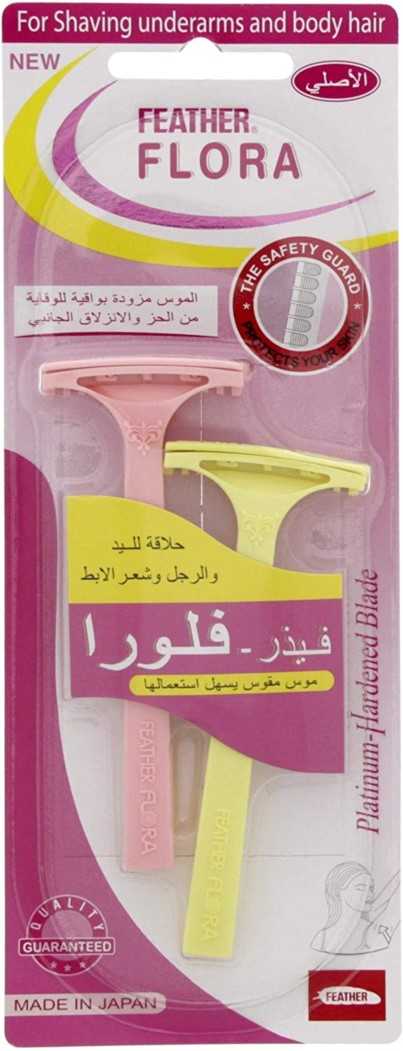 For Shaving underarms and body hair
NEW
الأصلي
FEATHER®
FLORA
THE SAFETY GUARD
PROTECTS YOUR SKIN
الموس مزودة بواقية للوقاية
من الحز والانزلاق الجانبي
حلاقة للـيد
والرجل وشعر الابط
فيذر - فلورا
موس مقوس يسهل استعمالها
Platinum-Hardened Blade
FEATHER FLORA
FEATHER FLORA
QUALITY
GUARANTEED
MADE IN JAPAN
FEATHER